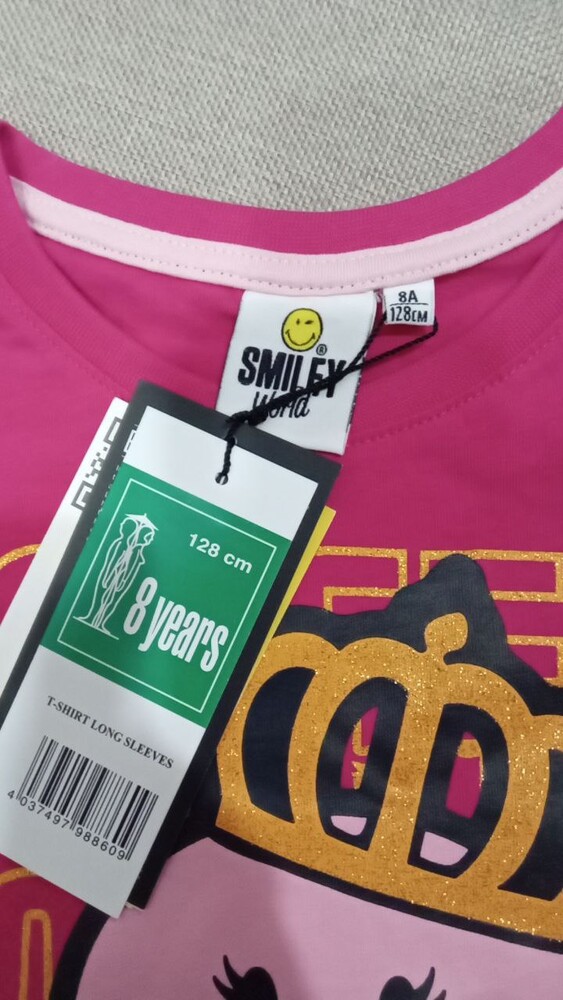 8A
128CM
SMILEY
®
World
128 cm
8 years
T-SHIRT LONG SLEEVES
4 037497 988609